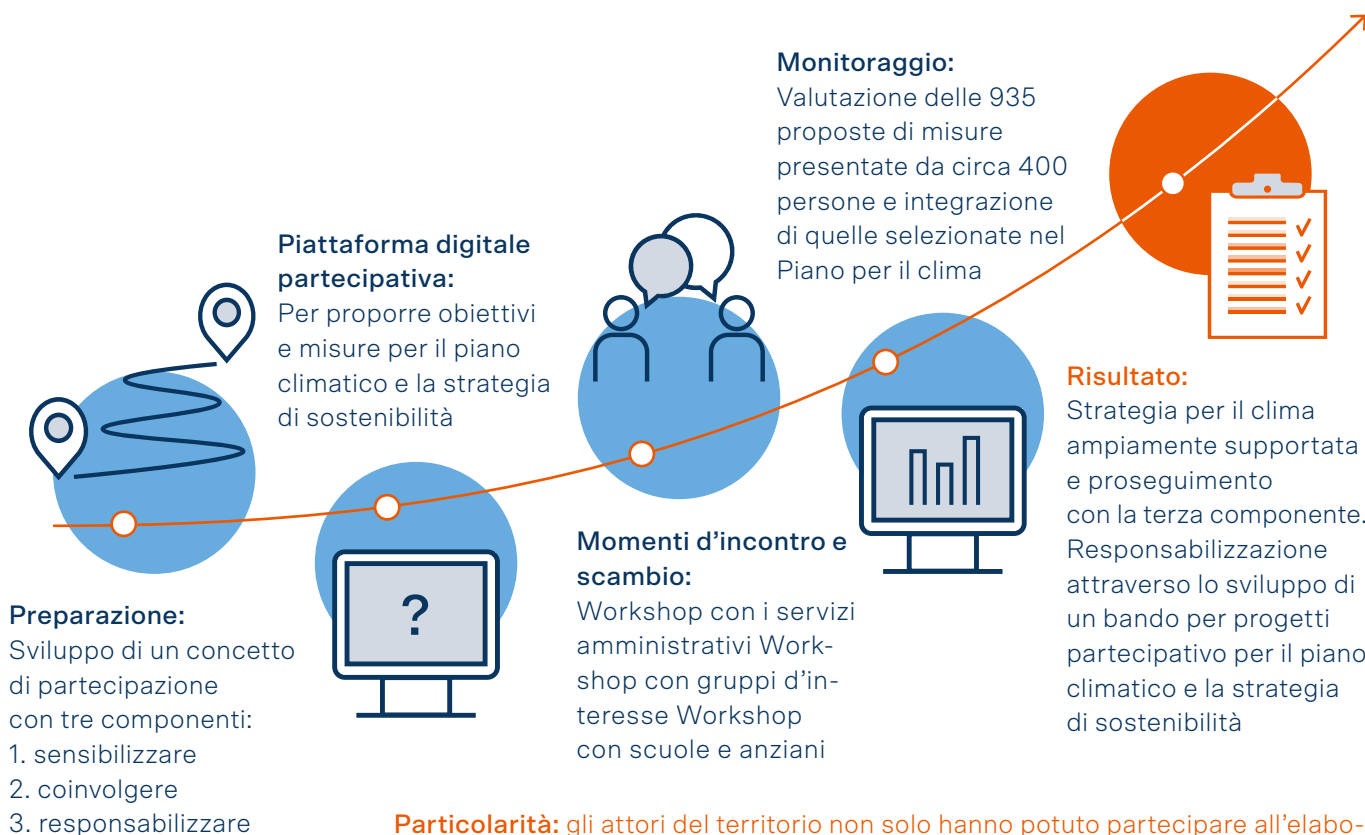 Preparazione:
Sviluppo di un concetto
di partecipazione
con tre componenti:
1. sensibilizzare
2. coinvolgere
3. responsabilizzare
Piattaforma digitale
partecipativa:
Per proporre obiettivi
e misure per il piano
climatico e la strategia
di sostenibilità
?
Momenti d'incontro e
scambio:
Workshop con i servizi
amministrativi Work-
shop con gruppi d'in-
teresse Workshop
con scuole e anziani
Monitoraggio:
Valutazione delle 935
proposte di misure
presentate da circa 400
persone e integrazione
di quelle selezionate nel
Piano per il clima
Risultato:
Strategia per il clima
ampiamente supportata
e proseguimento
con la terza componente.
Responsabilizzazione
attraverso lo sviluppo di
un bando per progetti
partecipativo per il piano
climatico e la strategia
di sostenibilità
Particolarità: gli attori del territorio non solo hanno potuto partecipare all'elabo-